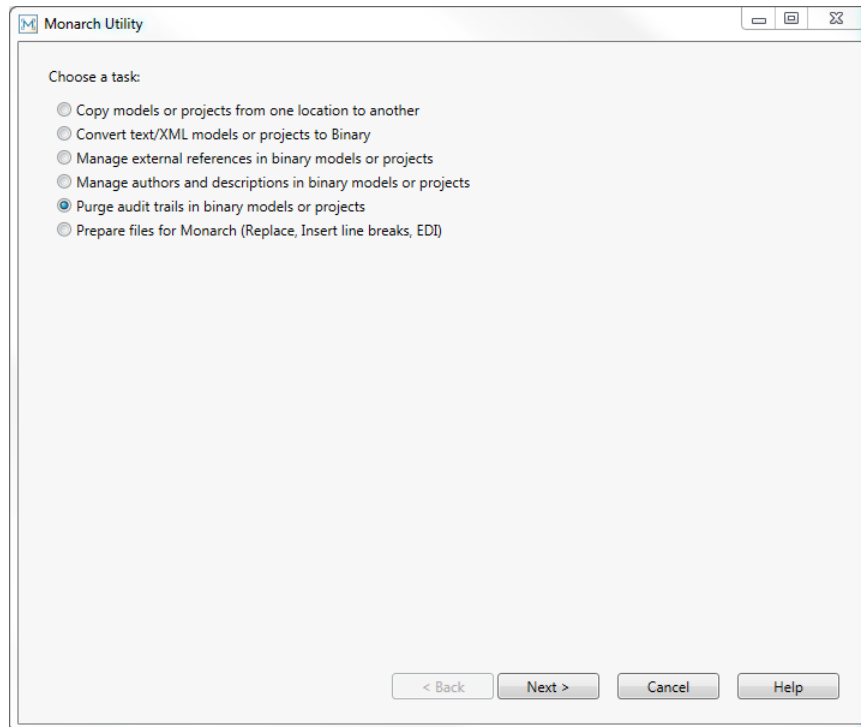 Monarch Utility
Choose a task:
Copy models or projects from one location to another
Convert text/XML models or projects to Binary
Manage external references in binary models or projects
Manage authors and descriptions in binary models or projects
Purge audit trails in binary models or projects
Prepare files for Monarch (Replace, Insert line breaks, EDI)
< Back Next > Cancel Help